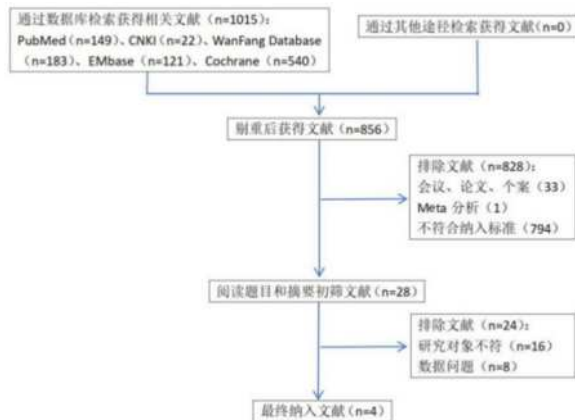 通过数据库检索获得相关文献（n=1015）：
PubMed（n=149）、CNKI（n=22）、WanFang Database
（n=183）、EMbase（n=121）、Cochrane（n=540）
通过其他途径检索获得文献（n=0）
剔重后获得文献（n=856）
排除文献（n=828）：
会议、论文、个案（33）
Meta 分析（1）
不符合纳入标准（794）
阅读题目和摘要初筛文献（n=28）
排除文献（n=24）：
研究对象不符（n=16）
数据问题（n=8）
最终纳入文献（n=4）